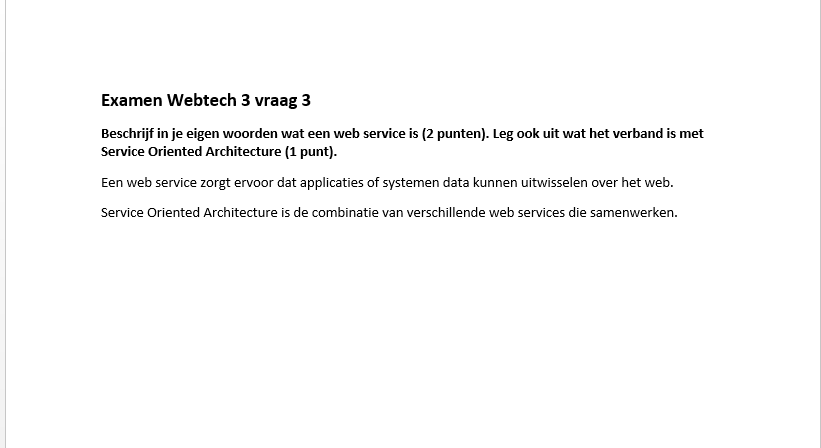 Examen Webtech 3 vraag 3
Beschrijf in je eigen woorden wat een web service is (2 punten). Leg ook uit wat het verband is met
Service Oriented Architecture (1 punt).
Een web service zorgt ervoor dat applicaties of systemen data kunnen uitwisselen over het web.
Service Oriented Architecture is de combinatie van verschillende web services die samenwerken.